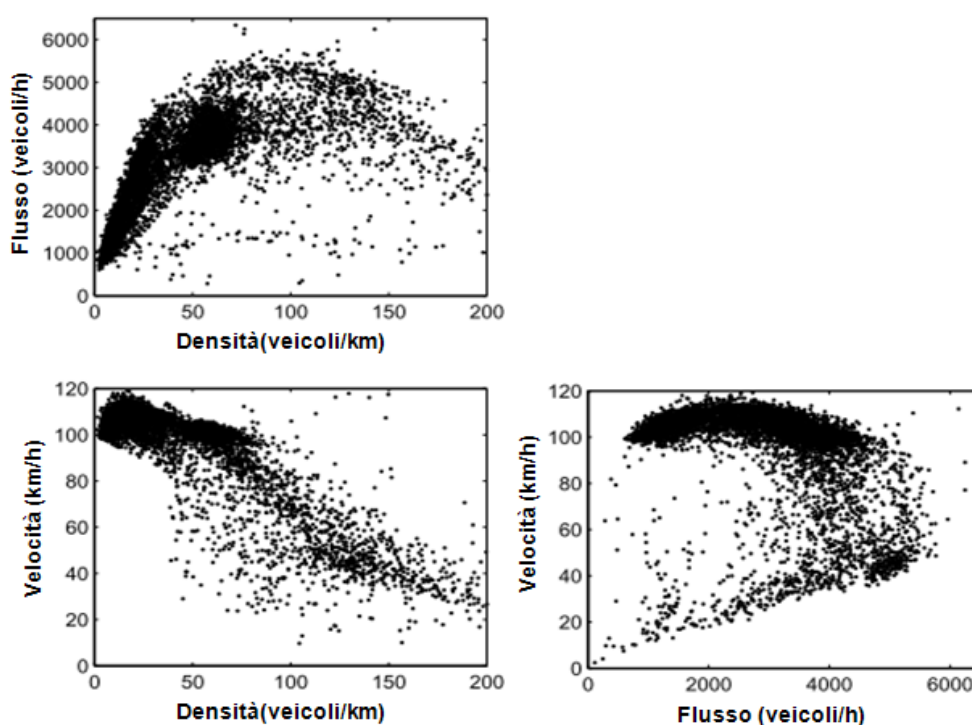 Flusso (veicoli/h)
6000
5000
4000
3000
2000
1000
0
0 50 100 150 200
Densità(veicoli/km)
Velocità (km/h)
120
100
80
60
40
20
0
0 50 100 150 200
Densità(veicoli/km)
Velocità (km/h)
120
100
80
60
40
20
0
0 2000 4000 6000
Flusso (veicoli/h)